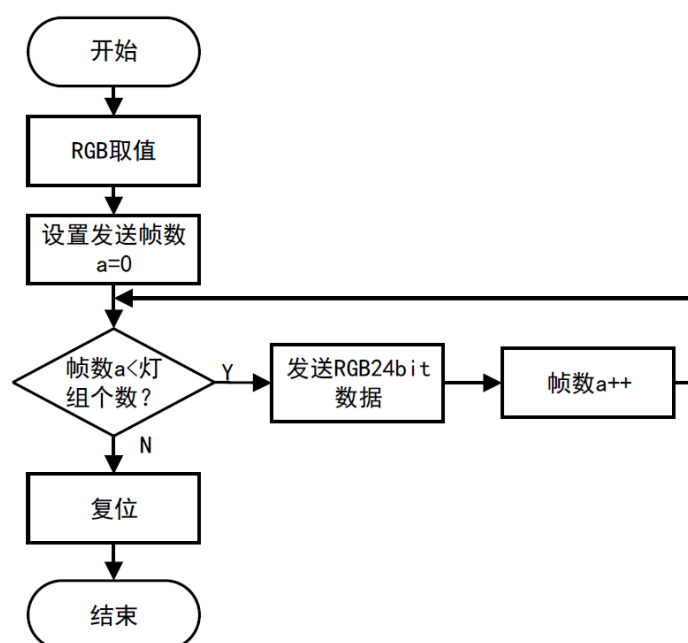 开始
RGB取值
设置发送帧数
a=0
帧数a<灯
组个数？
Y
发送RGB24bit
数据
帧数a++
N
复位
结束